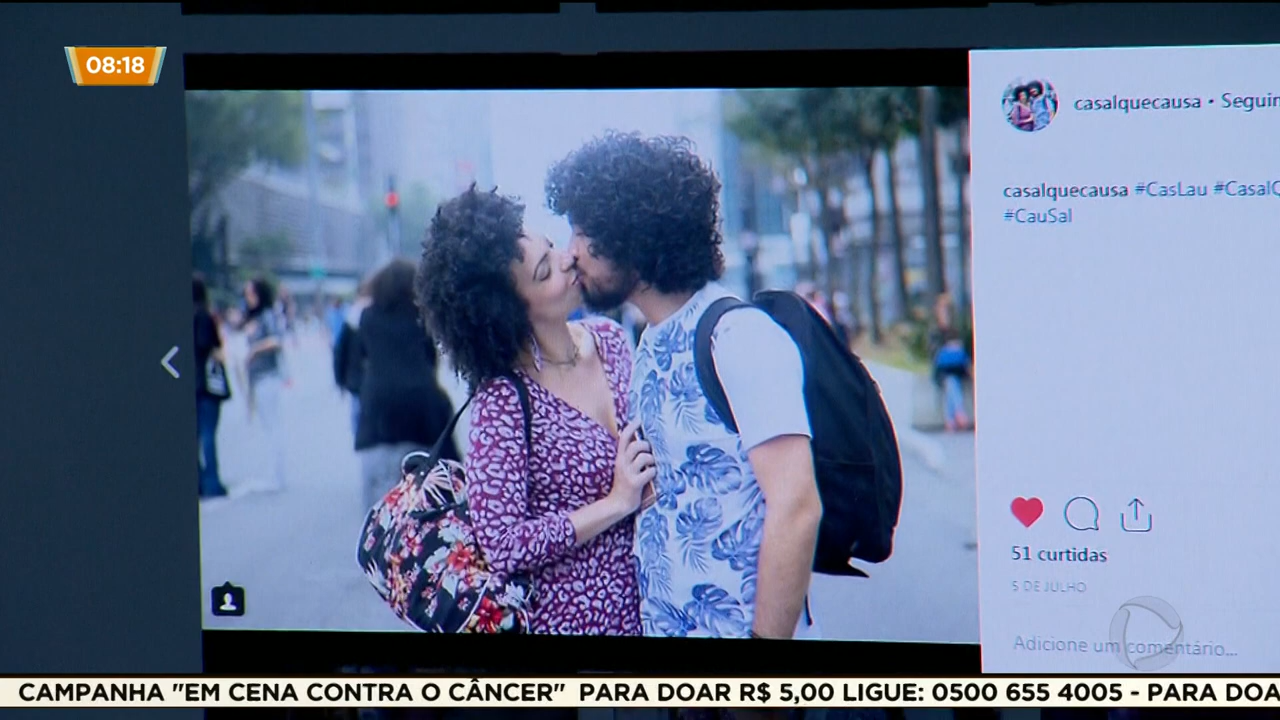 08:18
casalquecausa • Seguir
casalquecausa #CasLau #CasalQ
#CauSal
51 curtidas
5 DE JULHO
Adicione um comentário...
CAMPANHA "EM CENA CONTRA O CÂNCER" PARA DOAR R$ 5,00 LIGUE: 0500 655 4005 - PARA DOA